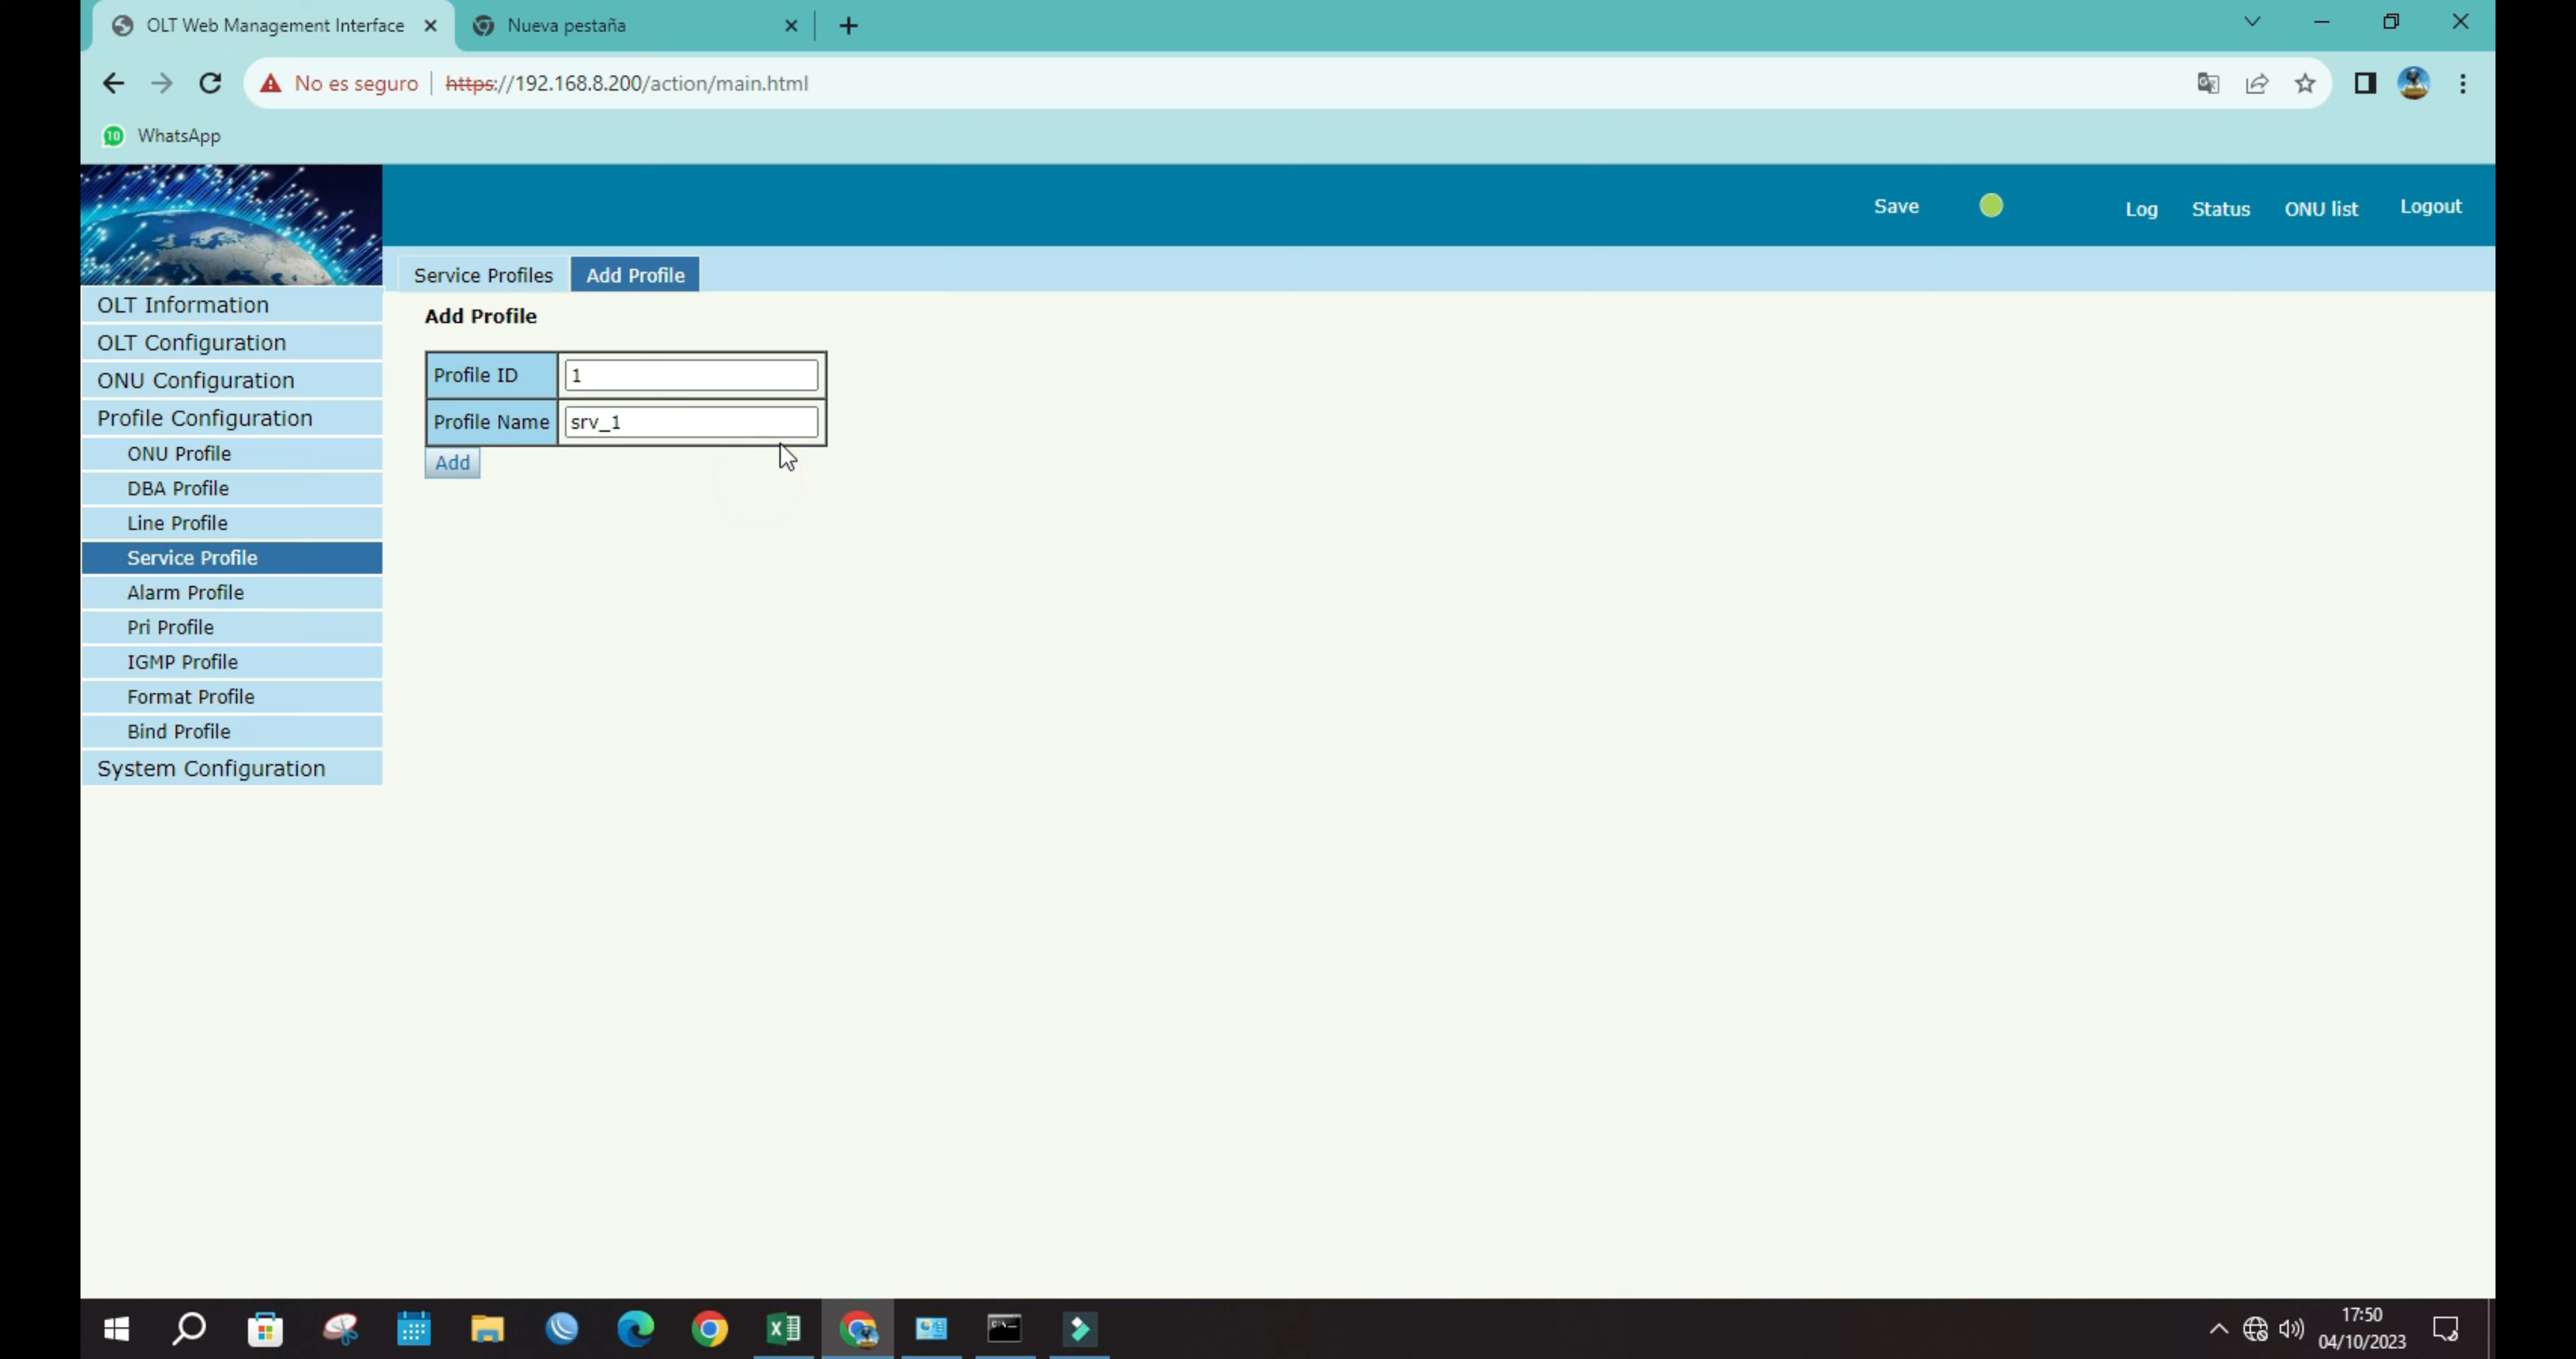 OLT Web Management Interface
Nueva pestaña
No es seguro
https://192.168.8.200/action/main.html
10
WhatsApp
Save
Log
Status
ONU list
Logout
Service Profiles
Add Profile
OLT Information
OLT Configuration
ONU Configuration
Profile Configuration
ONU Profile
DBA Profile
Line Profile
Service Profile
Alarm Profile
Pri Profile
IGMP Profile
Format Profile
Bind Profile
System Configuration
Add Profile
Profile ID 1
Profile Name srv_1
Add
17:50
04/10/2023